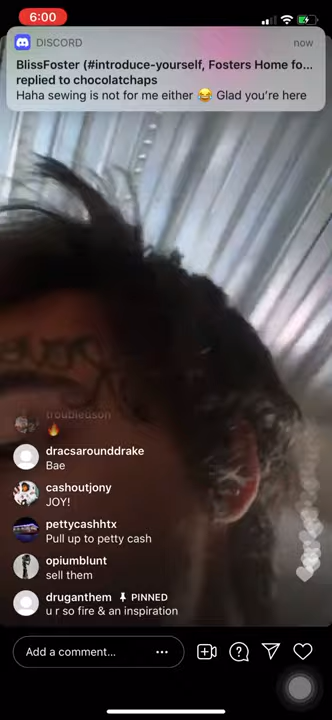 6:00
DISCORD
now
BlissFoster (#introduce-yourself, Fosters Home fo...
replied to chocolatchaps
Haha sewing is not for me either 😂 Glad you're here
troubledson
🔥
dracsarounddrake
Bae
cashoutjony
JOY!
pettycashhtx
Pull up to petty cash
opiumblunt
sell them
druganthem PINNED
u r so fire & an inspiration
Add a comment...